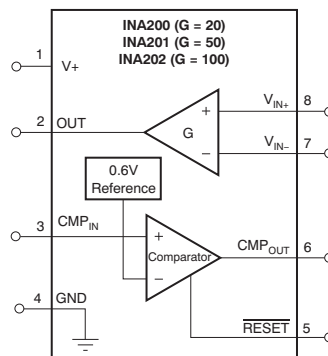 INA200 (G = 20)
INA201 (G = 50)
INA202 (G = 100)
1 V+
2 OUT
G
+
−
VIN+ 8
VIN− 7
0.6V
Reference
3 CMPIN
+
Comparator
−
CMPOUT 6
4 GND
RESET 5